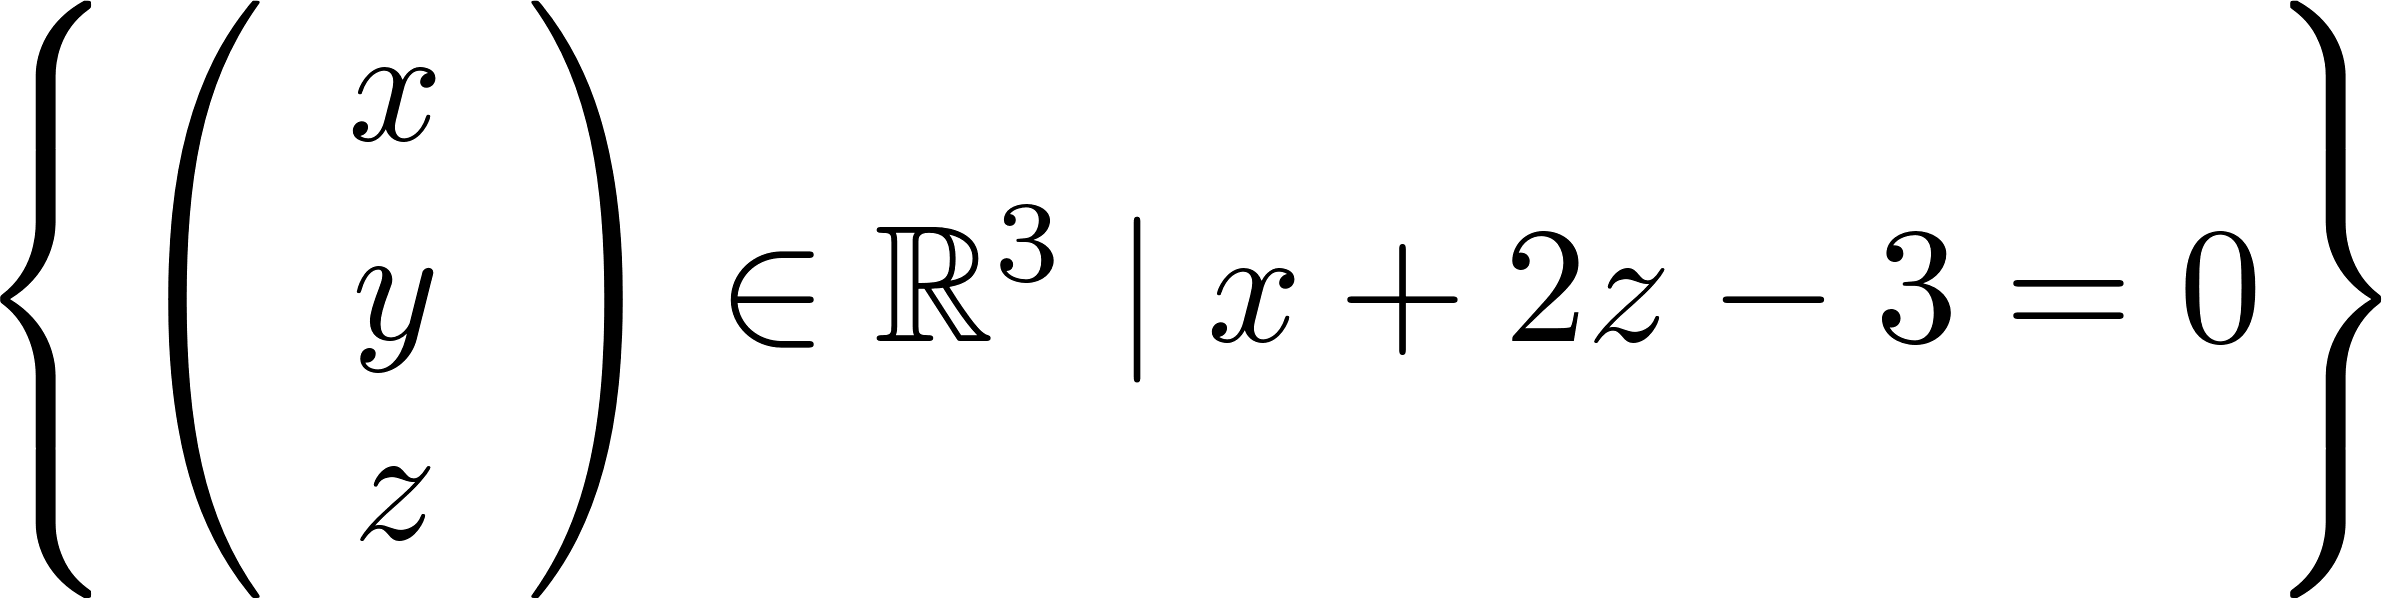 { ( x y z ) ∈ ℝ³ | x + 2z − 3 = 0 }